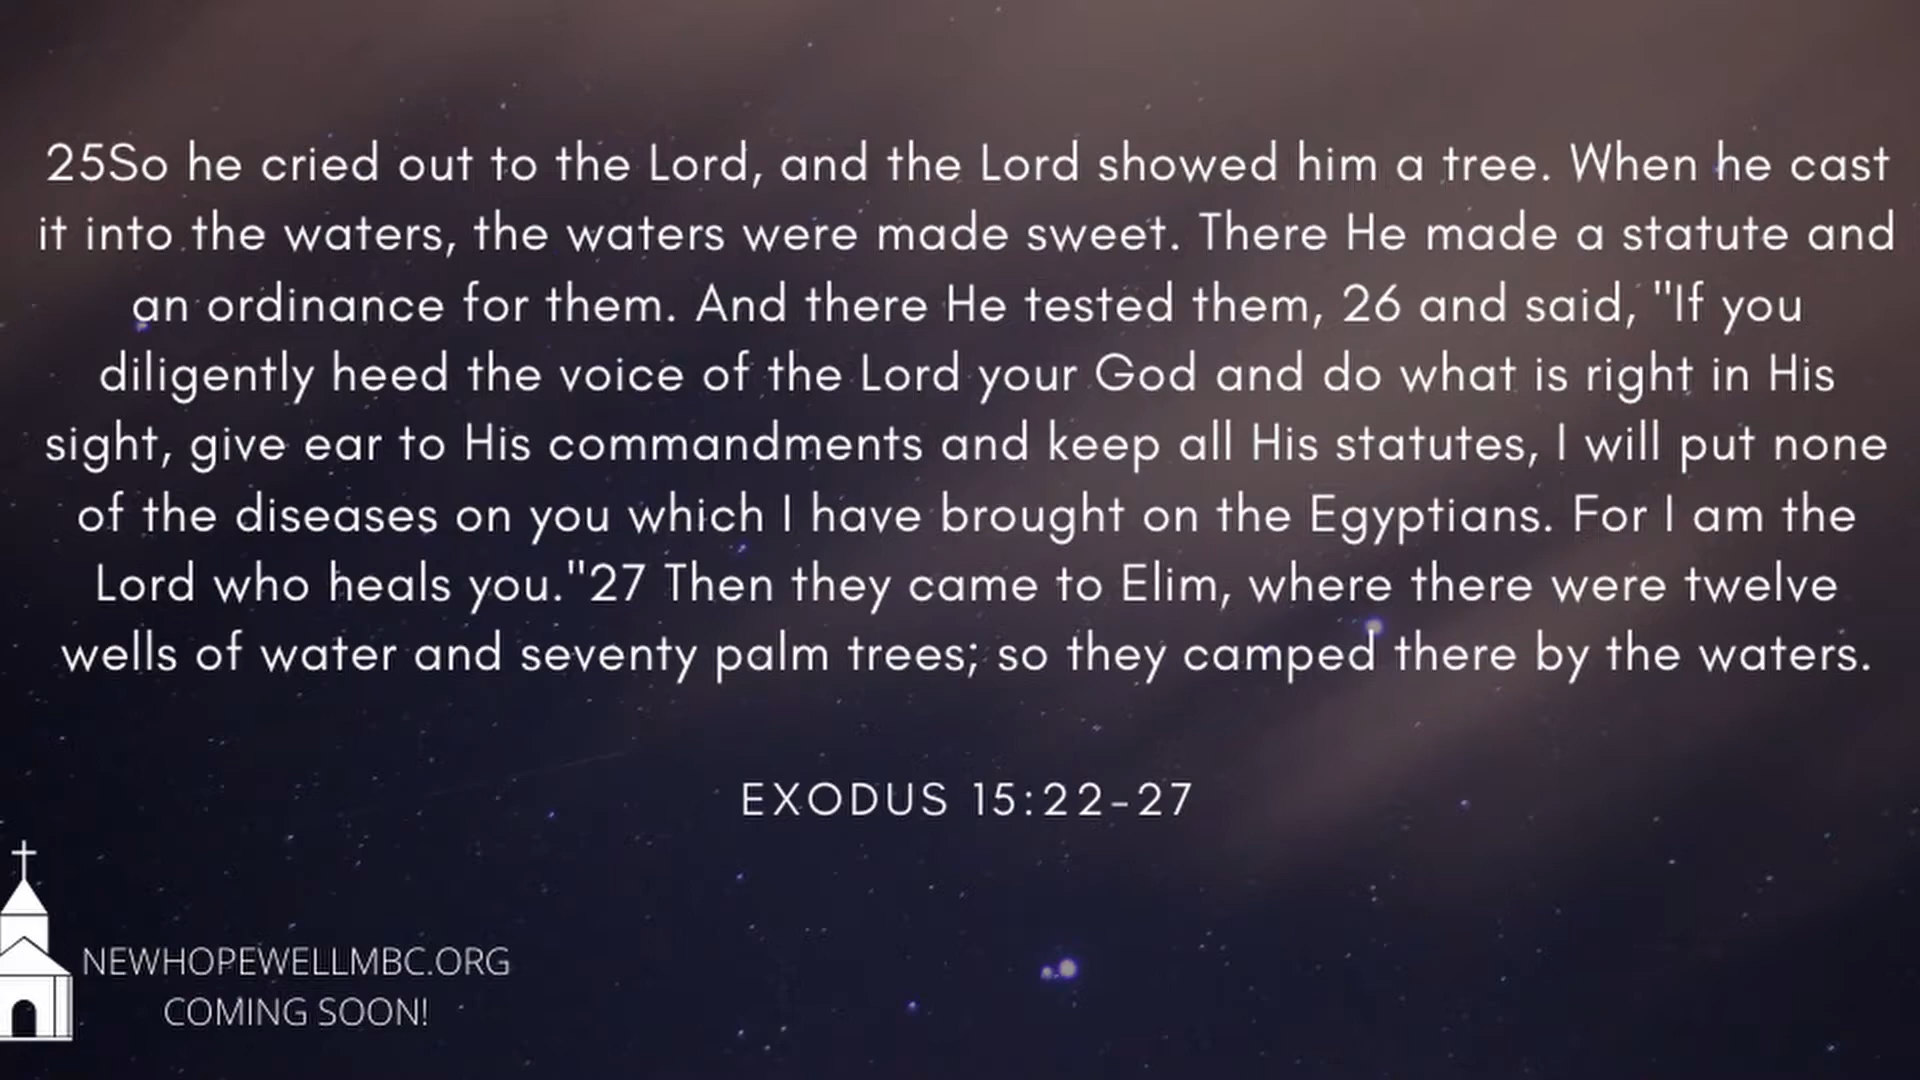 25So he cried out to the Lord, and the Lord showed him a tree. When he cast
it into the waters, the waters were made sweet. There He made a statute and
an ordinance for them. And there He tested them, 26 and said, "If you
diligently heed the voice of the Lord your God and do what is right in His
sight, give ear to His commandments and keep all His statutes, I will put none
of the diseases on you which I have brought on the Egyptians. For I am the
Lord who heals you."27 Then they came to Elim, where there were twelve
wells of water and seventy palm trees; so they camped there by the waters.
EXODUS 15:22-27
NEWHOPEWELLMBC.ORG
COMING SOON!